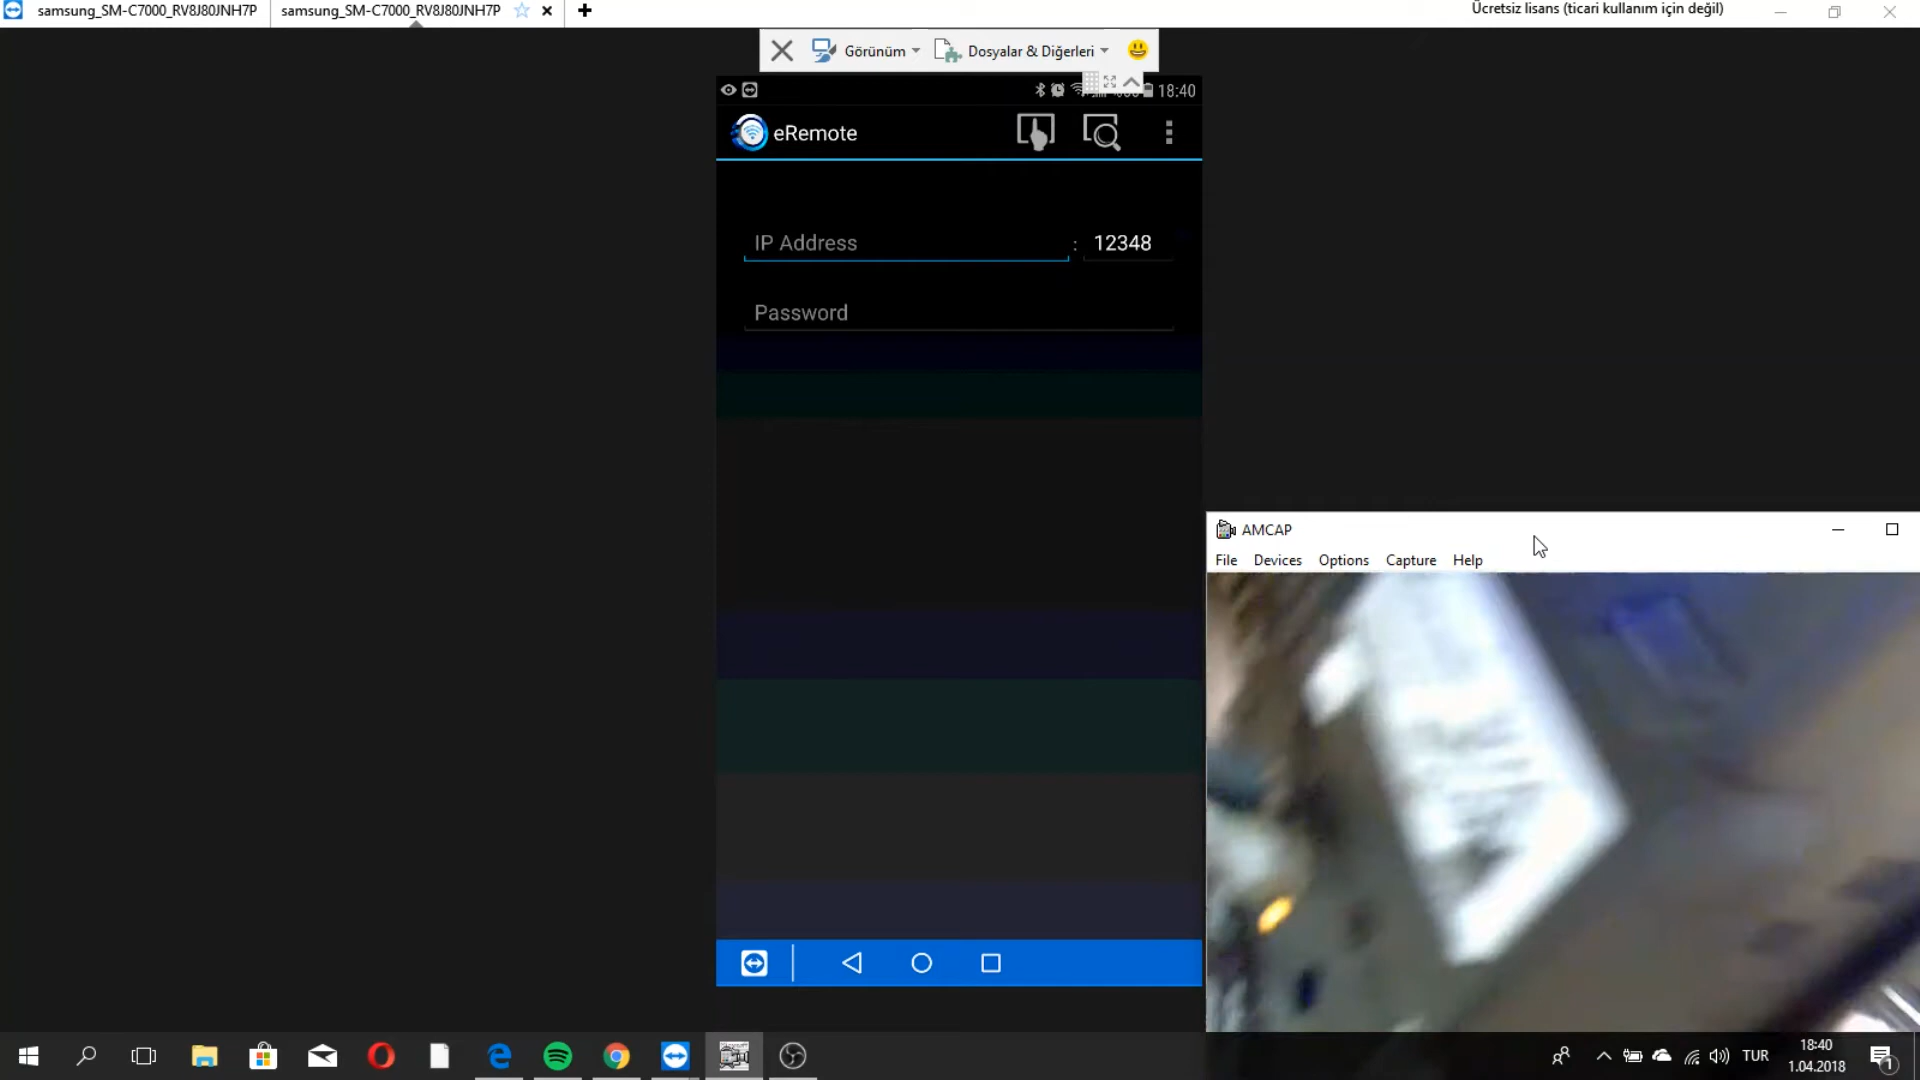 samsung_SM-C7000_RV8J80JNH7P
samsung_SM-C7000_RV8J80JNH7P
Ücretsiz lisans (ticari kullanım için değil)
Görünüm
Dosyalar & Diğerleri
18:40
eRemote
IP Address : 12348
Password
AMCAP
File Devices Options Capture Help
TUR
18:40
1.04.2018
1